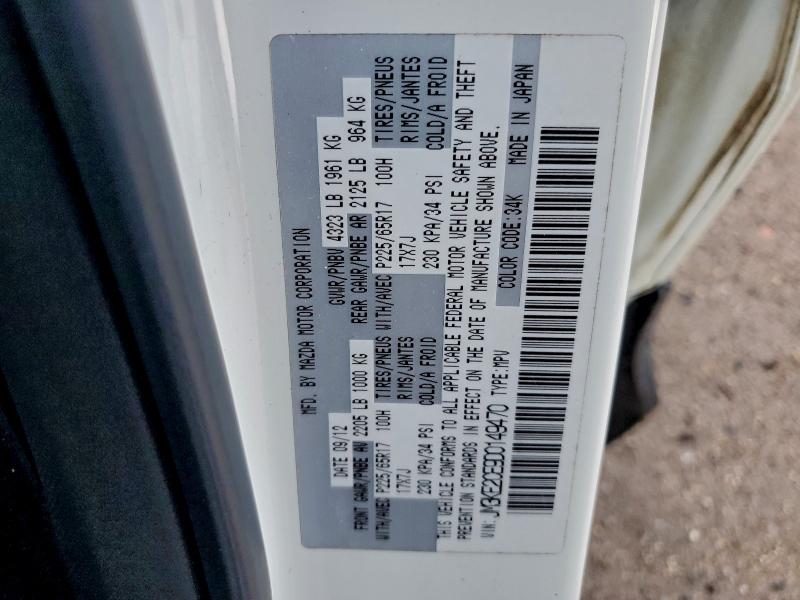 MFD. BY MAZDA MOTOR CORPORATION
DATE 09/12 GVWR/PNBV 4323 LB 1961 KG
FRONT GAWR/PNBE AV 2205 LB 1000 KG REAR GAWR/PNBE AR 2125 LB 964 KG
WITH/AVEC P225/65R17 100H TIRES/PNEUS WITH/AVEC P225/65R17 100H TIRES/PNEUS
17X7J RIMS/JANTES 17X7J RIMS/JANTES
230 KPA/34 PSI COLD/A FROID 230 KPA/34 PSI COLD/A FROID
THIS VEHICLE CONFORMS TO ALL APPLICABLE FEDERAL MOTOR VEHICLE SAFETY AND THEFT
PREVENTION STANDARDS IN EFFECT ON THE DATE OF MANUFACTURE SHOWN ABOVE.
VIN: JM3KE2CE9D0149470 TYPE: MPV COLOR CODE: 34K MADE IN JAPAN